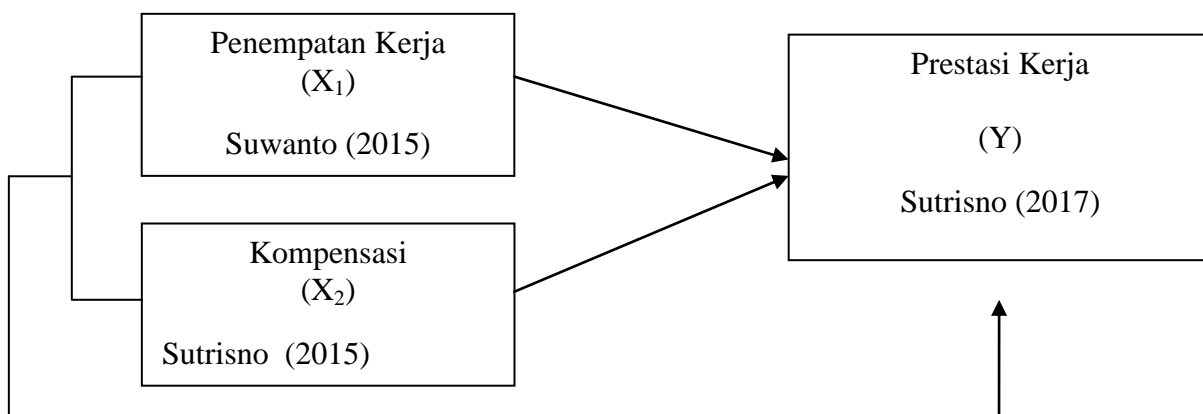 Penempatan Kerja
(X₁)
Suwanto (2015)
Kompensasi
(X₂)
Sutrisno (2015)
Prestasi Kerja
(Y)
Sutrisno (2017)